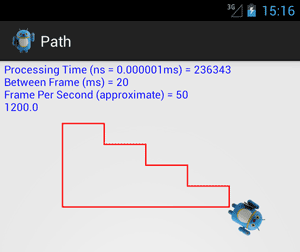 3G 15:16
Path
Processing Time (ns = 0.000001ms) = 236343
Between Frame (ms) = 20
Frame Per Second (approximate) = 50
1200.0